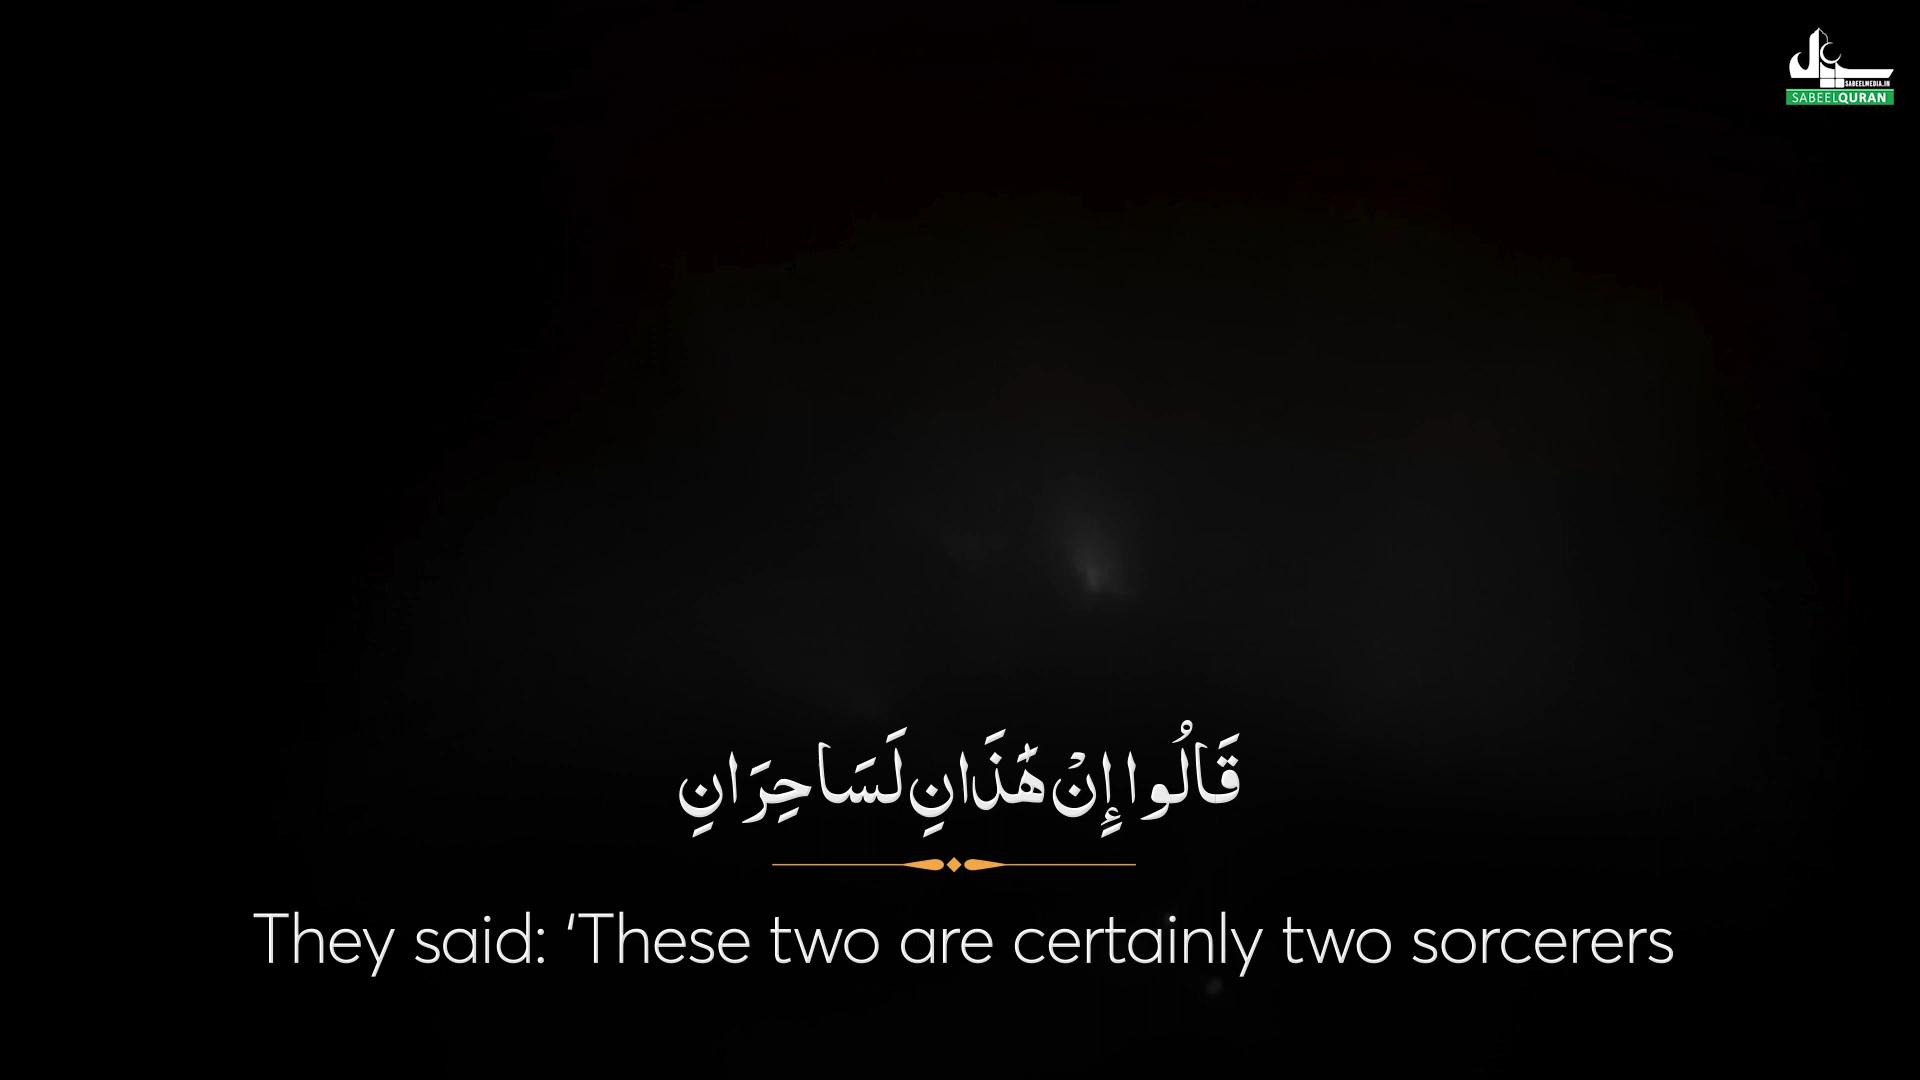 SABEELMEDIA.IN
SABEELQURAN
قَالُوا إِنْ هَٰذَانِ لَسَاحِرَانِ
They said: ‘These two are certainly two sorcerers